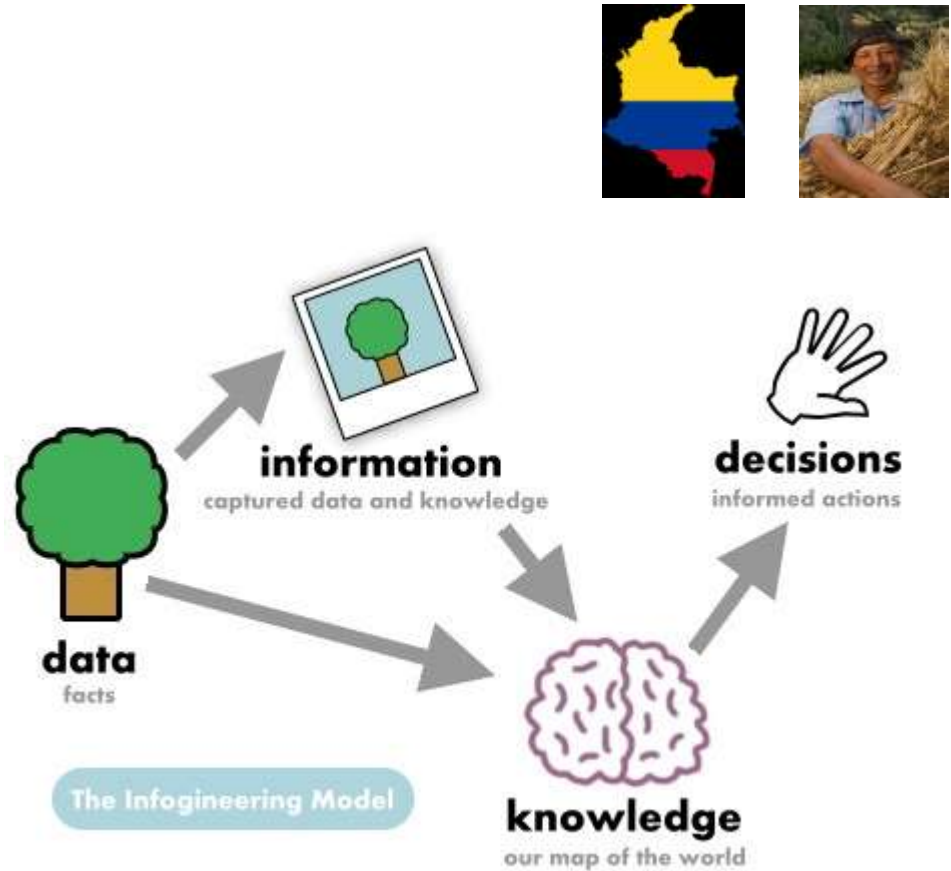 information
captured data and knowledge
decisions
informed actions
data
facts
The Infogineering Model
knowledge
our map of the world